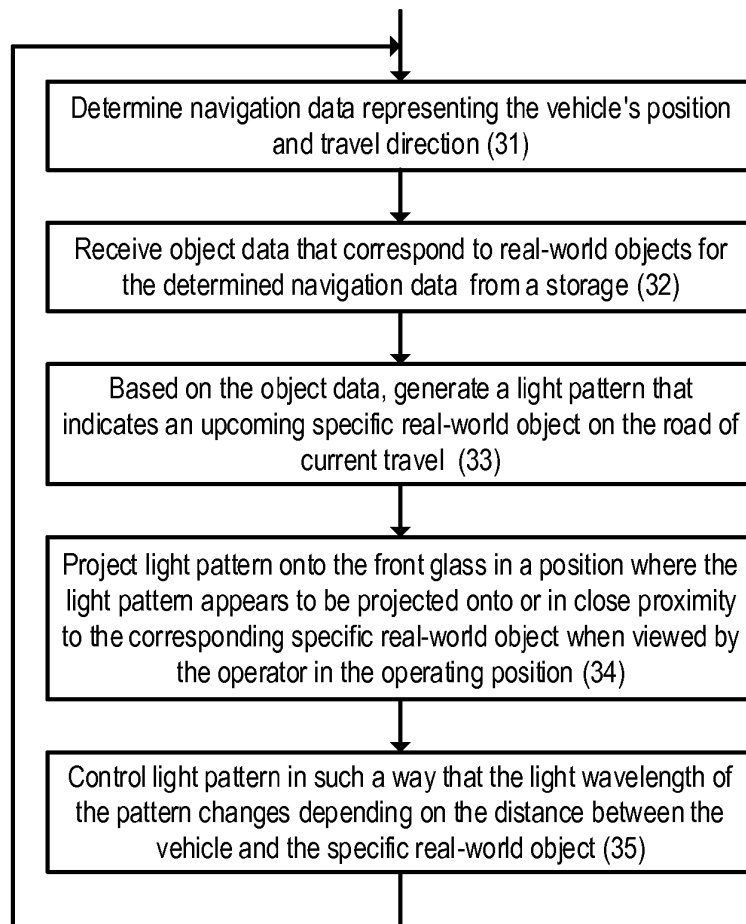 Determine navigation data representing the vehicle's position
and travel direction (31)
Receive object data that correspond to real-world objects for
the determined navigation data from a storage (32)
Based on the object data, generate a light pattern that
indicates an upcoming specific real-world object on the road of
current travel (33)
Project light pattern onto the front glass in a position where the
light pattern appears to be projected onto or in close proximity
to the corresponding specific real-world object when viewed by
the operator in the operating position (34)
Control light pattern in such a way that the light wavelength of
the pattern changes depending on the distance between the
vehicle and the specific real-world object (35)